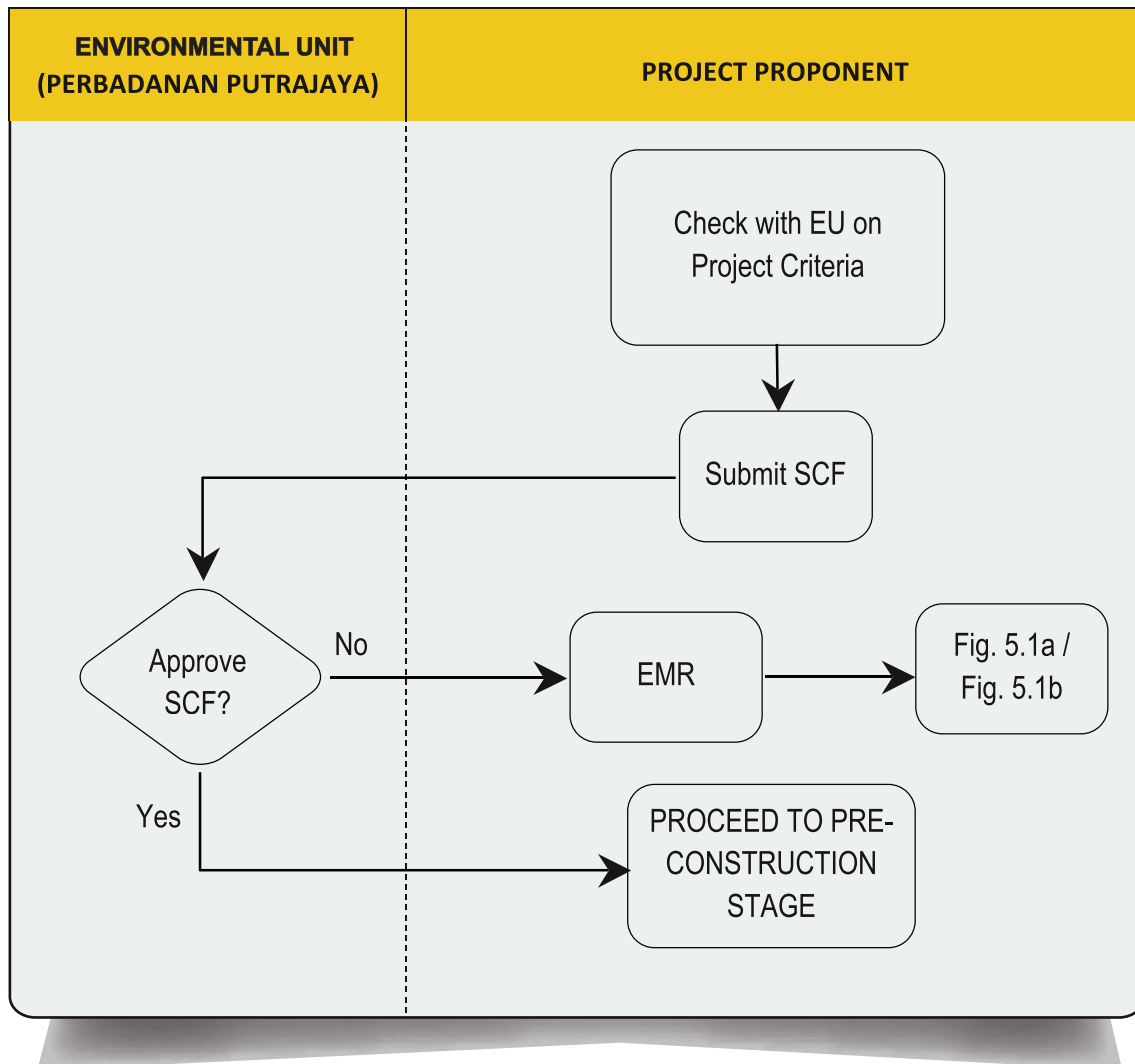 ENVIRONMENTAL UNIT
(PERBADANAN PUTRAJAYA)
PROJECT PROPONENT
Check with EU on
Project Criteria
Submit SCF
Approve
SCF?
No
EMR
Fig. 5.1a /
Fig. 5.1b
Yes
PROCEED TO PRE-
CONSTRUCTION
STAGE